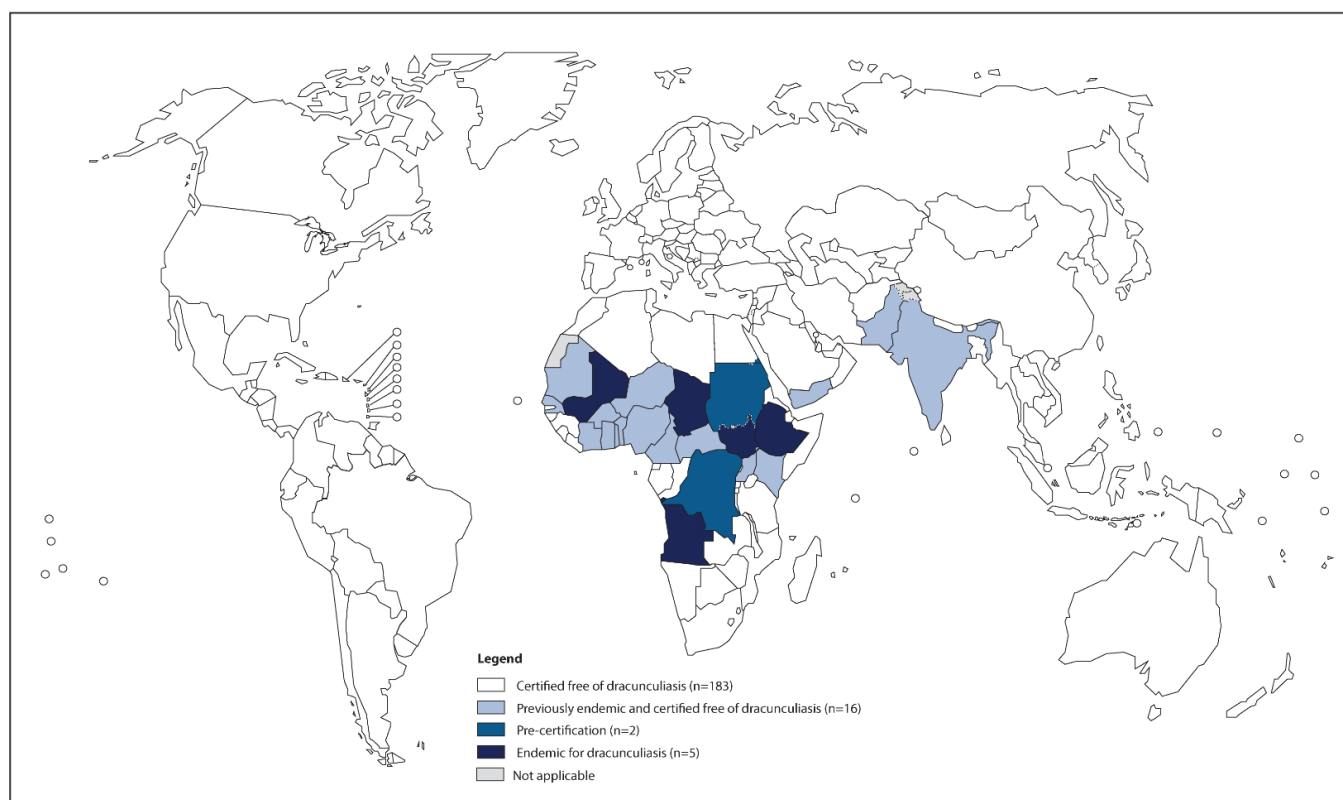 Legend
Certified free of dracunculiasis (n=183)
Previously endemic and certified free of dracunculiasis (n=16)
Pre-certification (n=2)
Endemic for dracunculiasis (n=5)
Not applicable